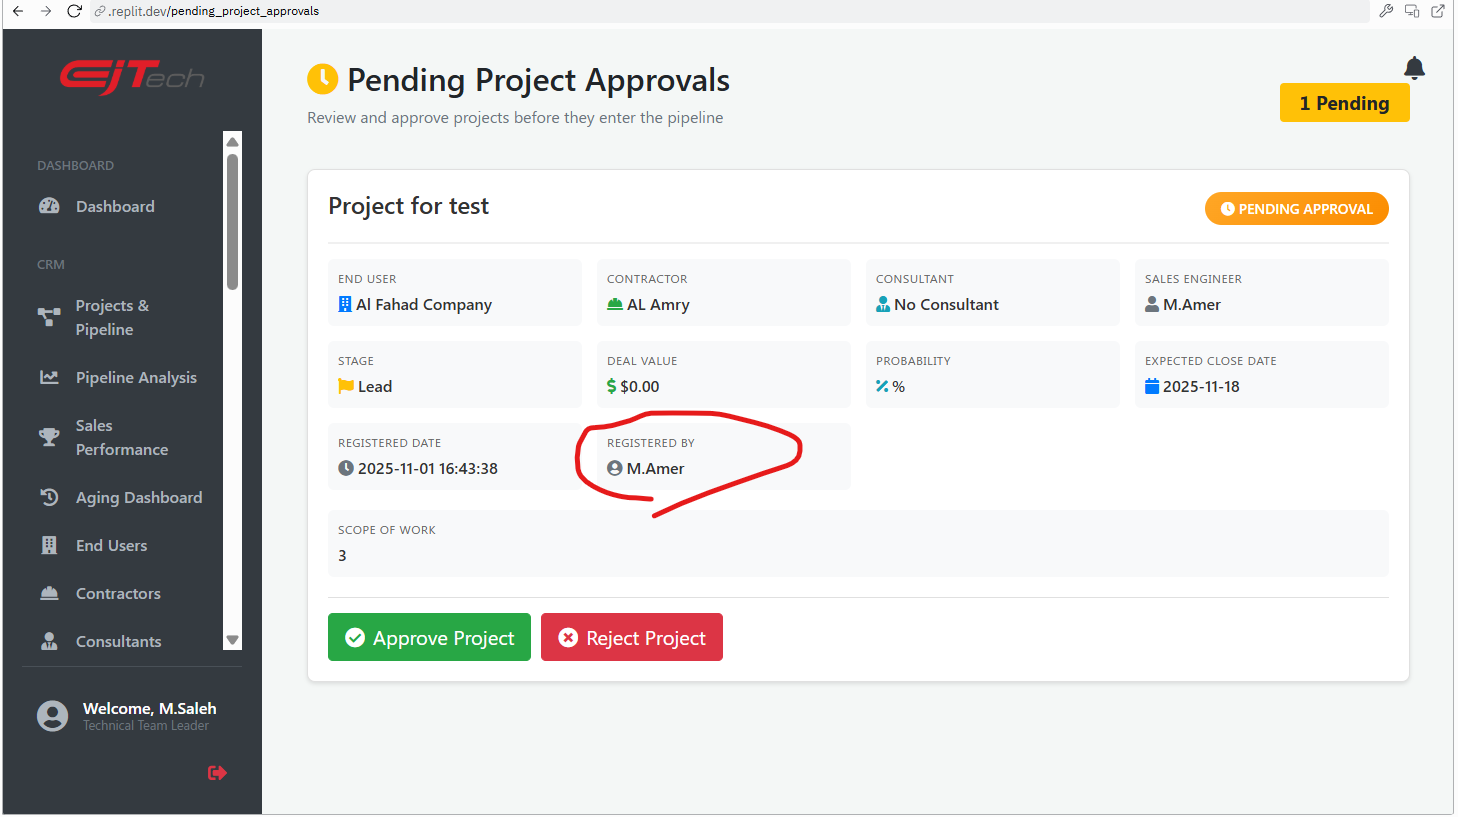 .replit.dev/pending_project_approvals
EJTech
DASHBOARD
Dashboard
CRM
Projects &
Pipeline
Pipeline Analysis
Sales
Performance
Aging Dashboard
End Users
Contractors
Consultants
Welcome, M.Saleh
Technical Team Leader
Pending Project Approvals
Review and approve projects before they enter the pipeline
1 Pending
Project for test
PENDING APPROVAL
END USER
Al Fahad Company
CONTRACTOR
AL Amry
CONSULTANT
No Consultant
SALES ENGINEER
M.Amer
STAGE
Lead
DEAL VALUE
$0.00
PROBABILITY
%
EXPECTED CLOSE DATE
2025-11-18
REGISTERED DATE
2025-11-01 16:43:38
REGISTERED BY
M.Amer
SCOPE OF WORK
3
Approve Project
Reject Project